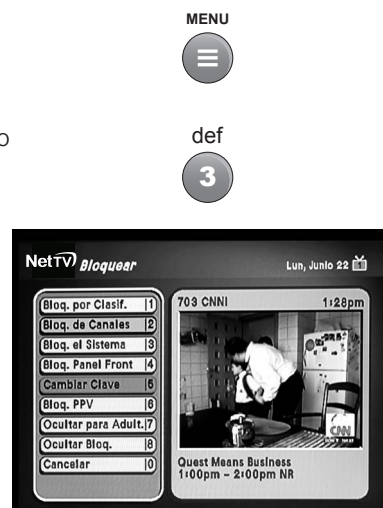 MENU
o
def
3
NetTV Bloquear
Lun, Junio 22
Bloq. por Clasif. 1
Bloq. de Canales 2
Bloq. el Sistema 3
Bloq. Panel Front 4
Cambiar Clave 5
Bloq. PPV 6
Ocultar para Adult. 7
Ocultar Bloq. 8
Cancelar 0
703 CNNI 1:28pm
CNN
Quest Means Business
1:00pm - 2:00pm NR